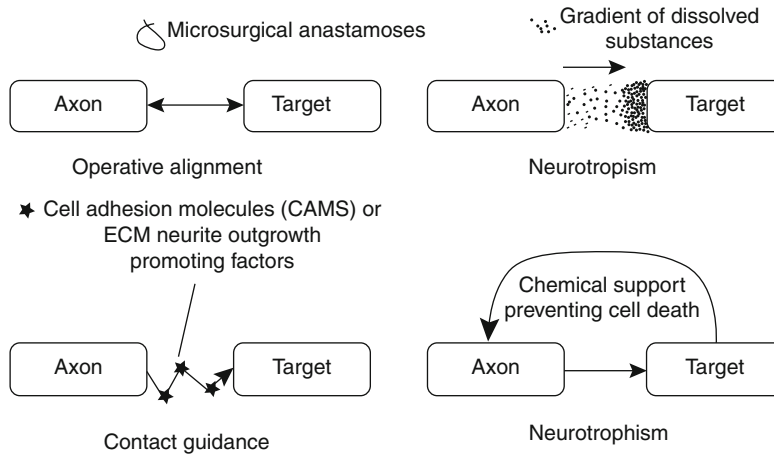 Microsurgical anastamoses
Axon
Target
Operative alignment
Gradient of dissolved
substances
Axon
Target
Neurotropism
Cell adhesion molecules (CAMS) or
ECM neurite outgrowth
promoting factors
Axon
Target
Contact guidance
Chemical support
preventing cell death
Axon
Target
Neurotrophism